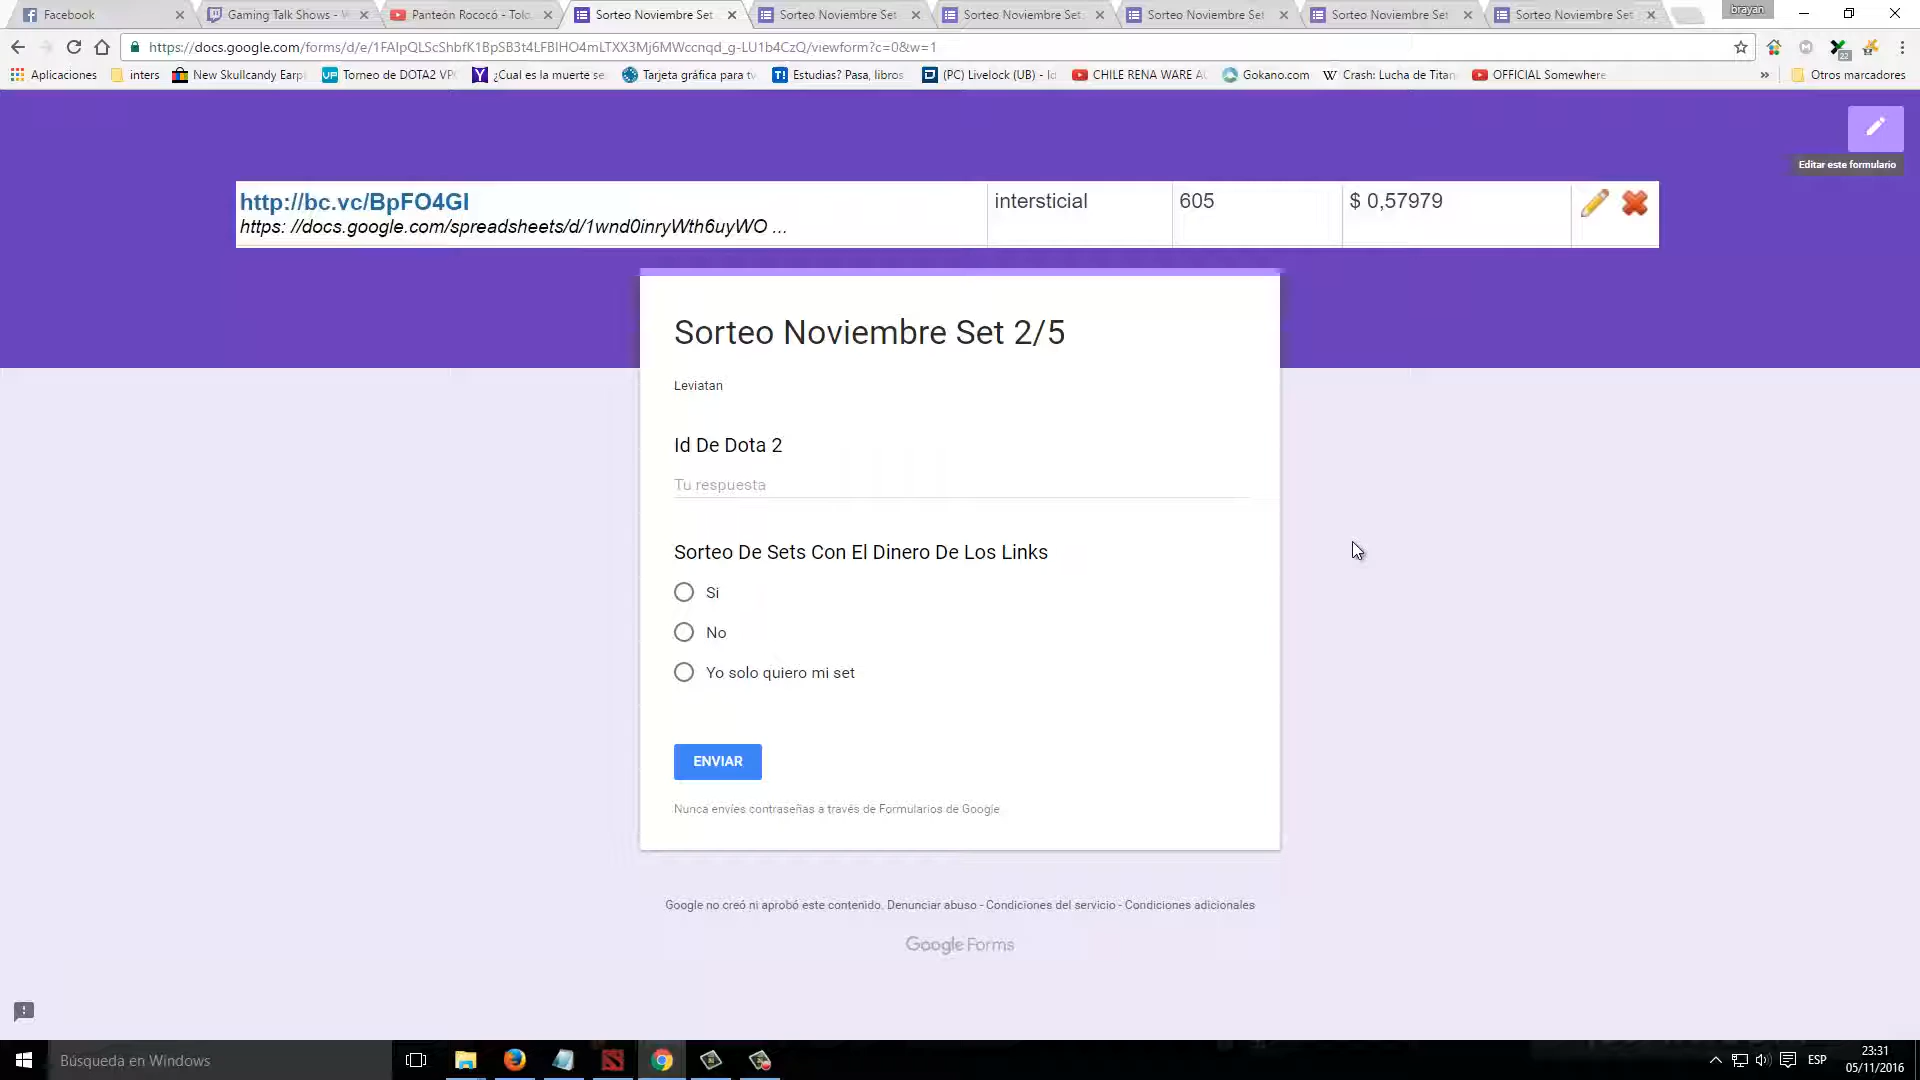 Facebook
Gaming Talk Shows -
Panteón Rococó - Tolo
Sorteo Noviembre Set
Sorteo Noviembre Set
Sorteo Noviembre Set
Sorteo Noviembre Set
Sorteo Noviembre Set
Sorteo Noviembre Set
brayan
https://docs.google.com/forms/d/e/1FAIpQLScShbfK1BpSB3t4LFBIHO4mLTXX3Mj6MWccnqd_g-LU1b4CzQ/viewform?c=0&w=1
22
Aplicaciones
inters
New Skullcandy Earp
Torneo de DOTA2 VP
¿Cual es la muerte se
Tarjeta gráfica para tv
Estudias? Pasa, libros
(PC) Livelock (UB) - Id
CHILE RENA WARE A
Gokano.com
Crash: Lucha de Titan
OFFICIAL Somewhere
»
Otros marcadores
Editar este formulario
http://bc.vc/BpFO4GI
intersticial
605
$ 0,57979
https: //docs.google.com/spreadsheets/d/1wnd0inryWth6uyWO ...
Sorteo Noviembre Set 2/5
Leviatan
Id De Dota 2
Tu respuesta
Sorteo De Sets Con El Dinero De Los Links
Si
No
Yo solo quiero mi set
ENVIAR
Nunca envíes contraseñas a través de Formularios de Google
Google no creó ni aprobó este contenido. Denunciar abuso - Condiciones del servicio - Condiciones adicionales
Google Forms
Búsqueda en Windows
ESP
23:31
05/11/2016